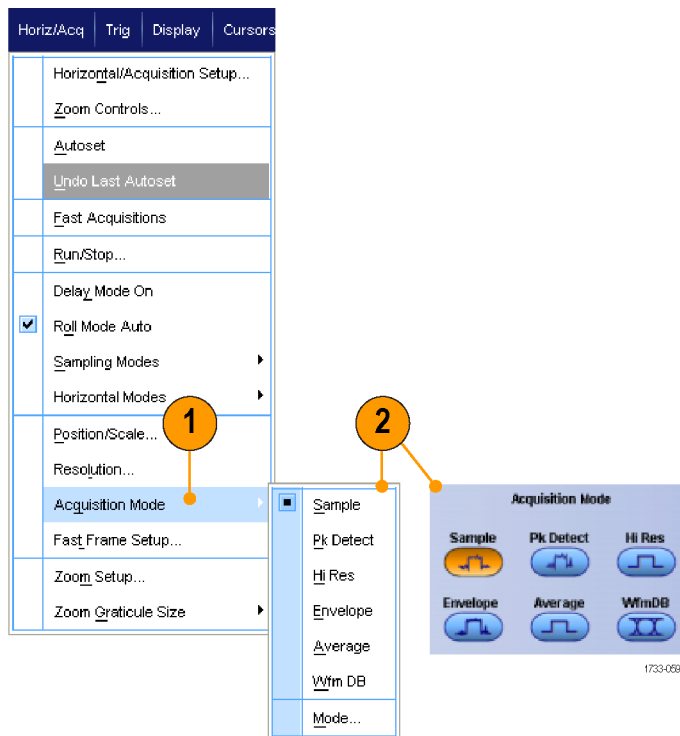 Horiz/Acq Trig Display Cursors
Horizontal/Acquisition Setup...
Zoom Controls...
Autoset
Undo Last Autoset
Fast Acquisitions
Run/Stop...
Delay Mode On
Roll Mode Auto
Sampling Modes
Horizontal Modes
1
Position/Scale...
Resolution...
Acquisition Mode
Fast Frame Setup...
Zoom Setup...
Zoom Graticule Size
2
Sample
Pk Detect
Hi Res
Envelope
Average
Wfm DB
Mode...
Acquisition Mode
Sample Pk Detect Hi Res
Envelope Average WfmDB
1733-059